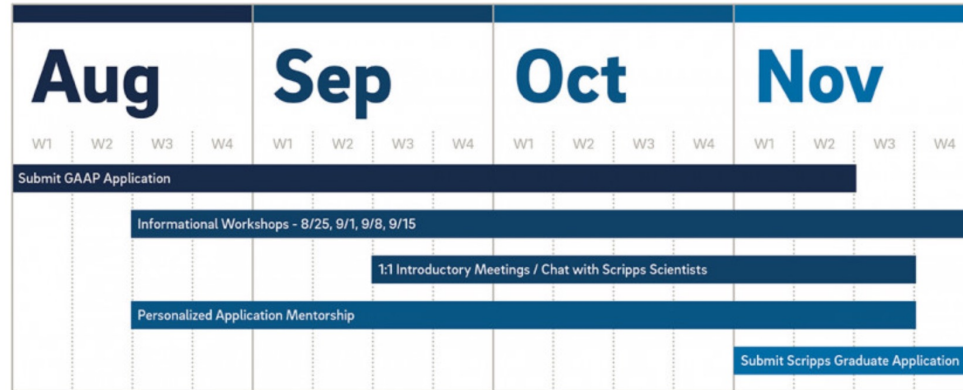 Aug Sep Oct Nov
W1 W2 W3 W4 W1 W2 W3 W4 W1 W2 W3 W4 W1 W2 W3 W4
Submit GAAP Application
Informational Workshops - 8/25, 9/1, 9/8, 9/15
1:1 Introductory Meetings / Chat with Scripps Scientists
Personalized Application Mentorship
Submit Scripps Graduate Application